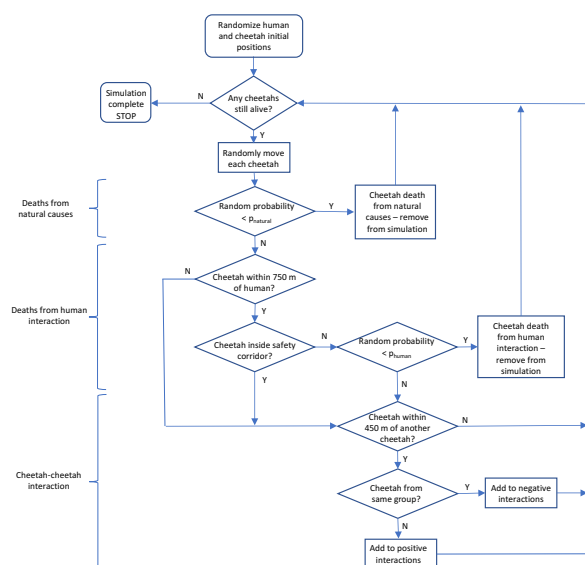 Randomize human
and cheetah initial
positions
Simulation
complete
STOP
N
Any cheetahs
still alive?
Y
Randomly move
each cheetah
Deaths from
natural causes
Random probability
< pnatural
Y
Cheetah death
from natural
causes – remove
from simulation
N
N
Cheetah within 750 m
of human?
Y
Deaths from human
interaction
Cheetah inside safety
corridor?
N
Random probability
< phuman
Y
Cheetah death
from human
interaction –
remove from
simulation
Y
N
Cheetah within
450 m of another
cheetah?
N
Y
Cheetah-cheetah
interaction
Cheetah from
same group?
Y
Add to negative
interactions
N
Add to positive
interactions